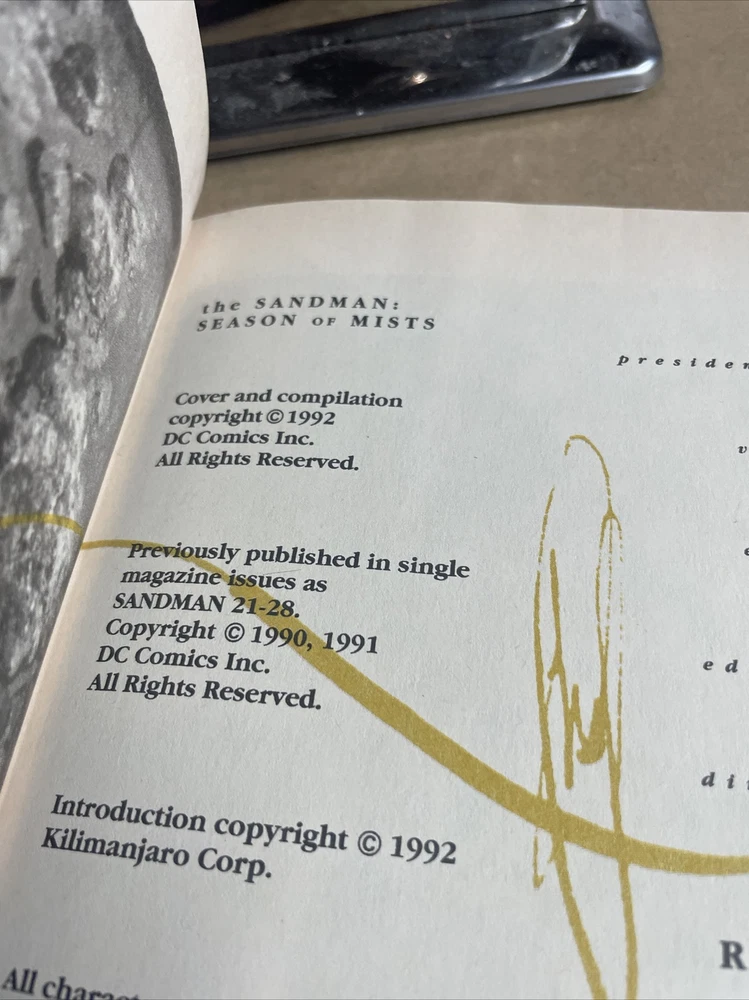 the SANDMAN:
SEASON OF MISTS
Cover and compilation
copyright © 1992
DC Comics Inc.
All Rights Reserved.
Previously published in single
magazine issues as
SANDMAN 21-28.
Copyright © 1990, 1991
DC Comics Inc.
All Rights Reserved.
Introduction copyright © 1992
Kilimanjaro Corp.
All